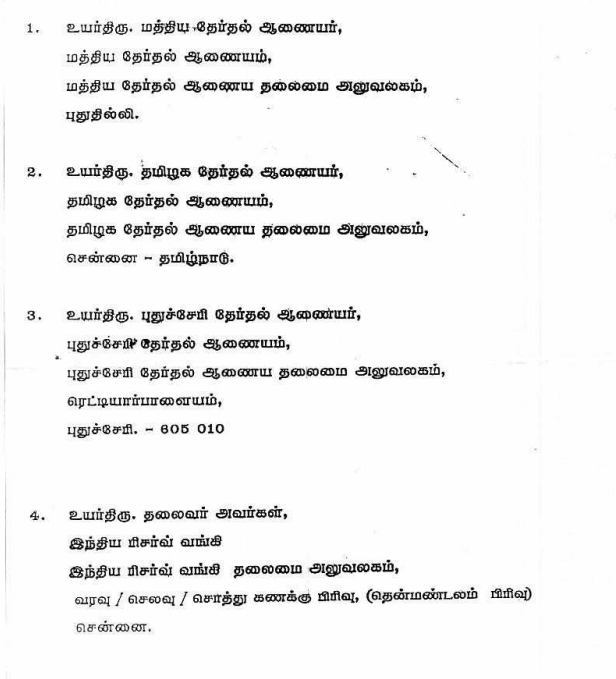 1. உயர்திரு. மத்திய தேர்தல் ஆணையர்,
மத்திய தேர்தல் ஆணையம்,
மத்திய தேர்தல் ஆணைய தலைமை அலுவலகம்,
புதுதில்லி.
2. உயர்திரு. தமிழக தேர்தல் ஆணையர்,
தமிழக தேர்தல் ஆணையம்,
தமிழக தேர்தல் ஆணைய தலைமை அலுவலகம்,
சென்னை - தமிழ்நாடு.
3. உயர்திரு. புதுச்சேரி தேர்தல் ஆணையர்,
புதுச்சேரி தேர்தல் ஆணையம்,
புதுச்சேரி தேர்தல் ஆணைய தலைமை அலுவலகம்,
ரெட்டியார்பாளையம்,
புதுச்சேரி. - 605 010
4. உயர்திரு. தலைவர் அவர்கள்,
இந்திய ரிசர்வ் வங்கி
இந்திய ரிசர்வ் வங்கி தலைமை அலுவலகம்,
வரவு / செலவு / சொத்து கணக்கு பிரிவு, (தென்மண்டலம் பிரிவு)
சென்னை.